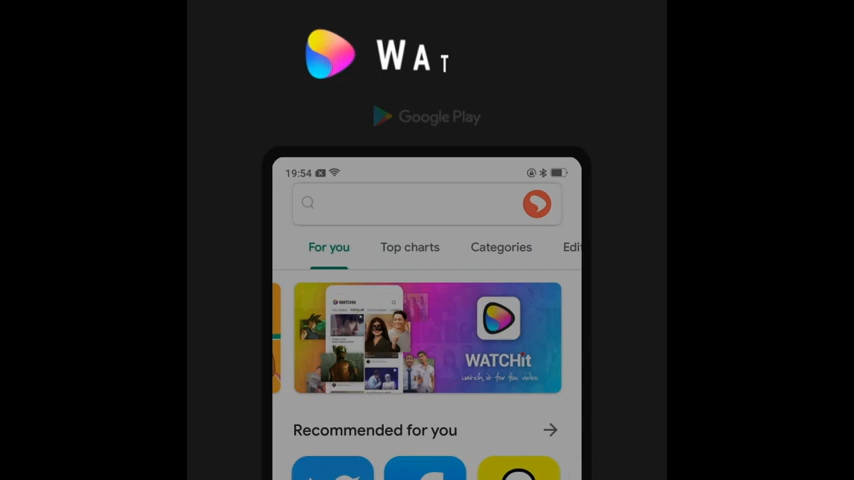 WAT
Google Play
19:54
For you
Top charts
Categories
Edi
WATCHit
WATCHit
watch it for fun video
Recommended for you